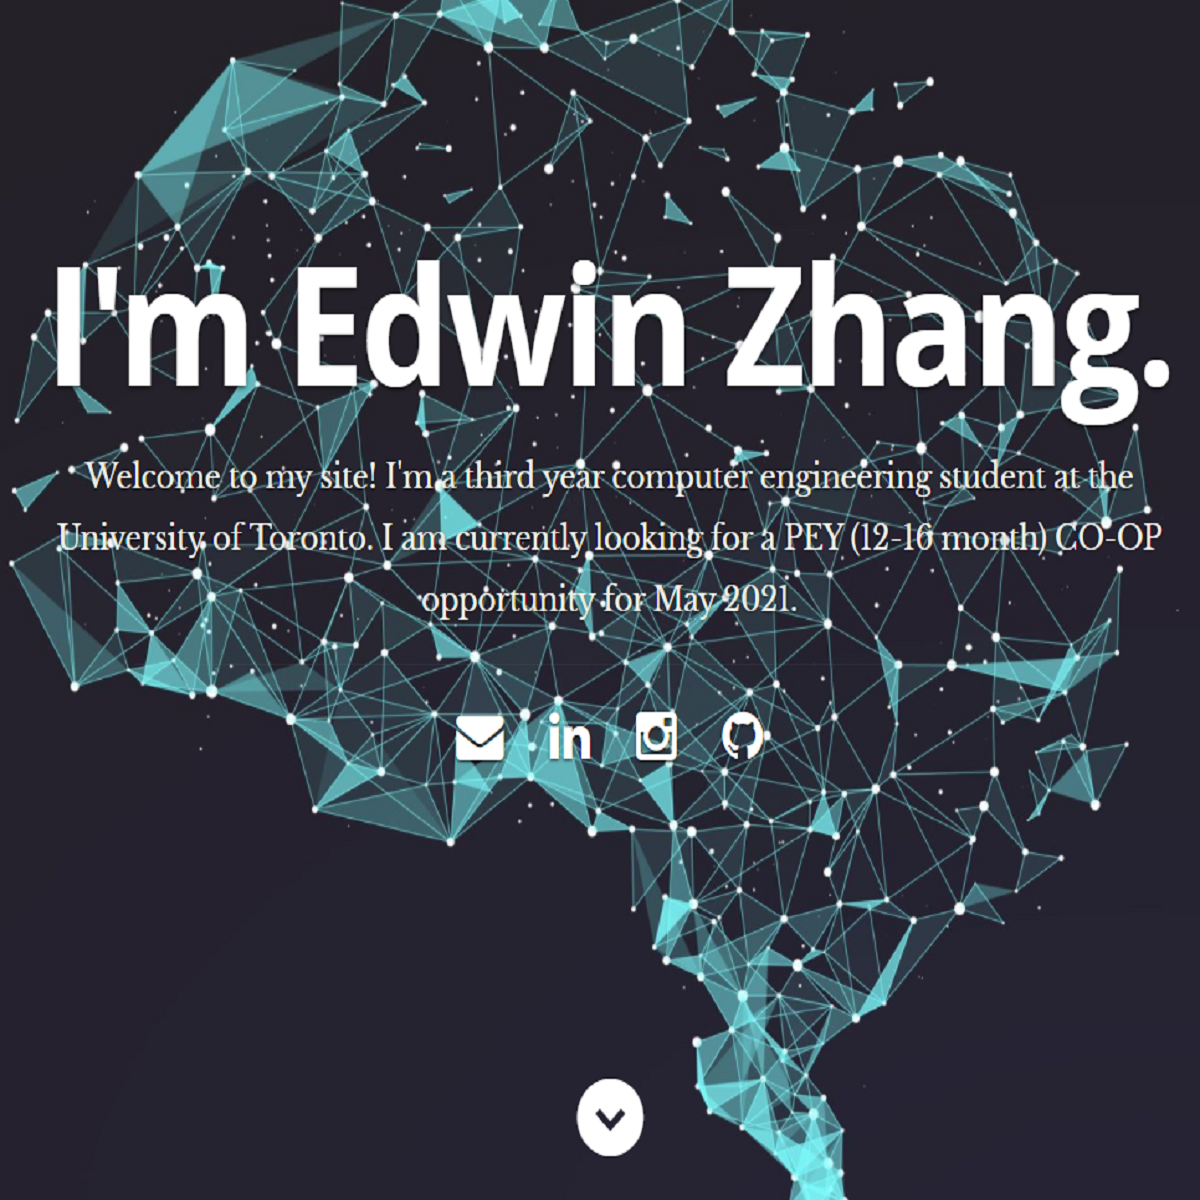 I'm Edwin Zhang.
Welcome to my site! I'm a third year computer engineering student at the
University of Toronto. I am currently looking for a PEY (12-16 month) CO-OP
opportunity for May 2021.
in